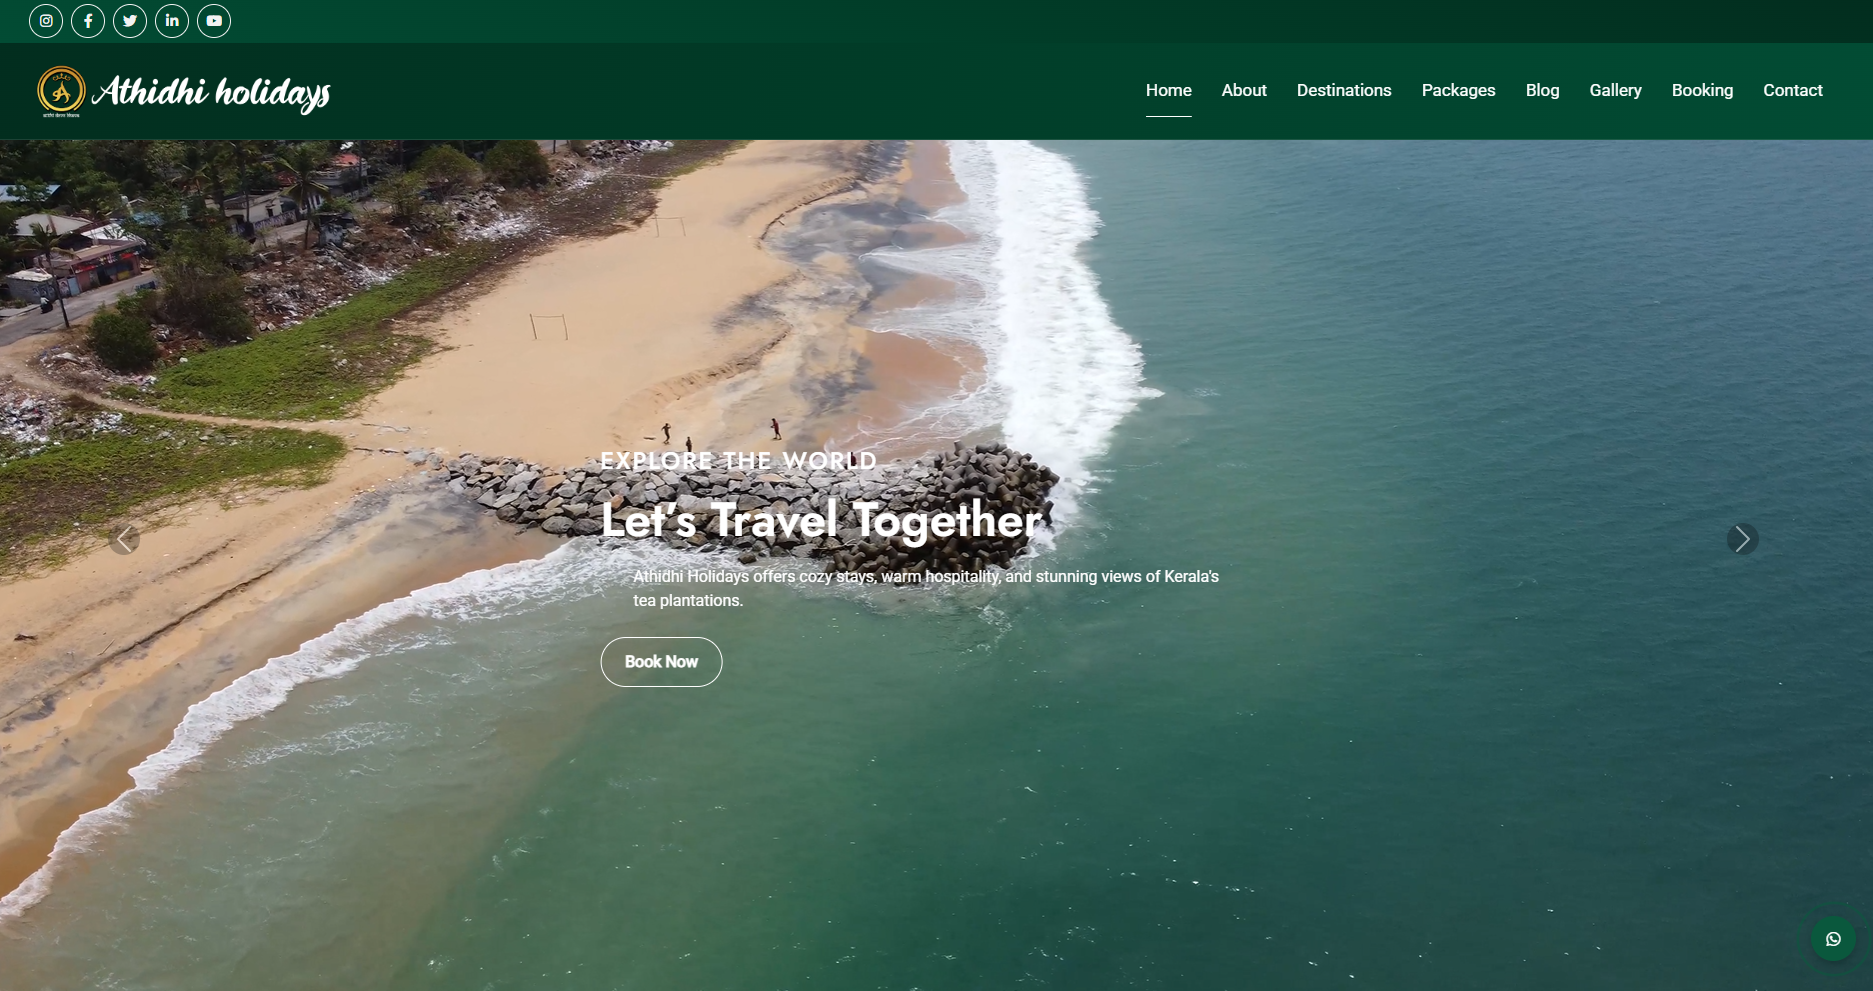 Athidhi holidays
Home About Destinations Packages Blog Gallery Booking Contact
EXPLORE THE WORLD
Let's Travel Together
Athidhi Holidays offers cozy stays, warm hospitality, and stunning views of Kerala's
tea plantations.
Book Now